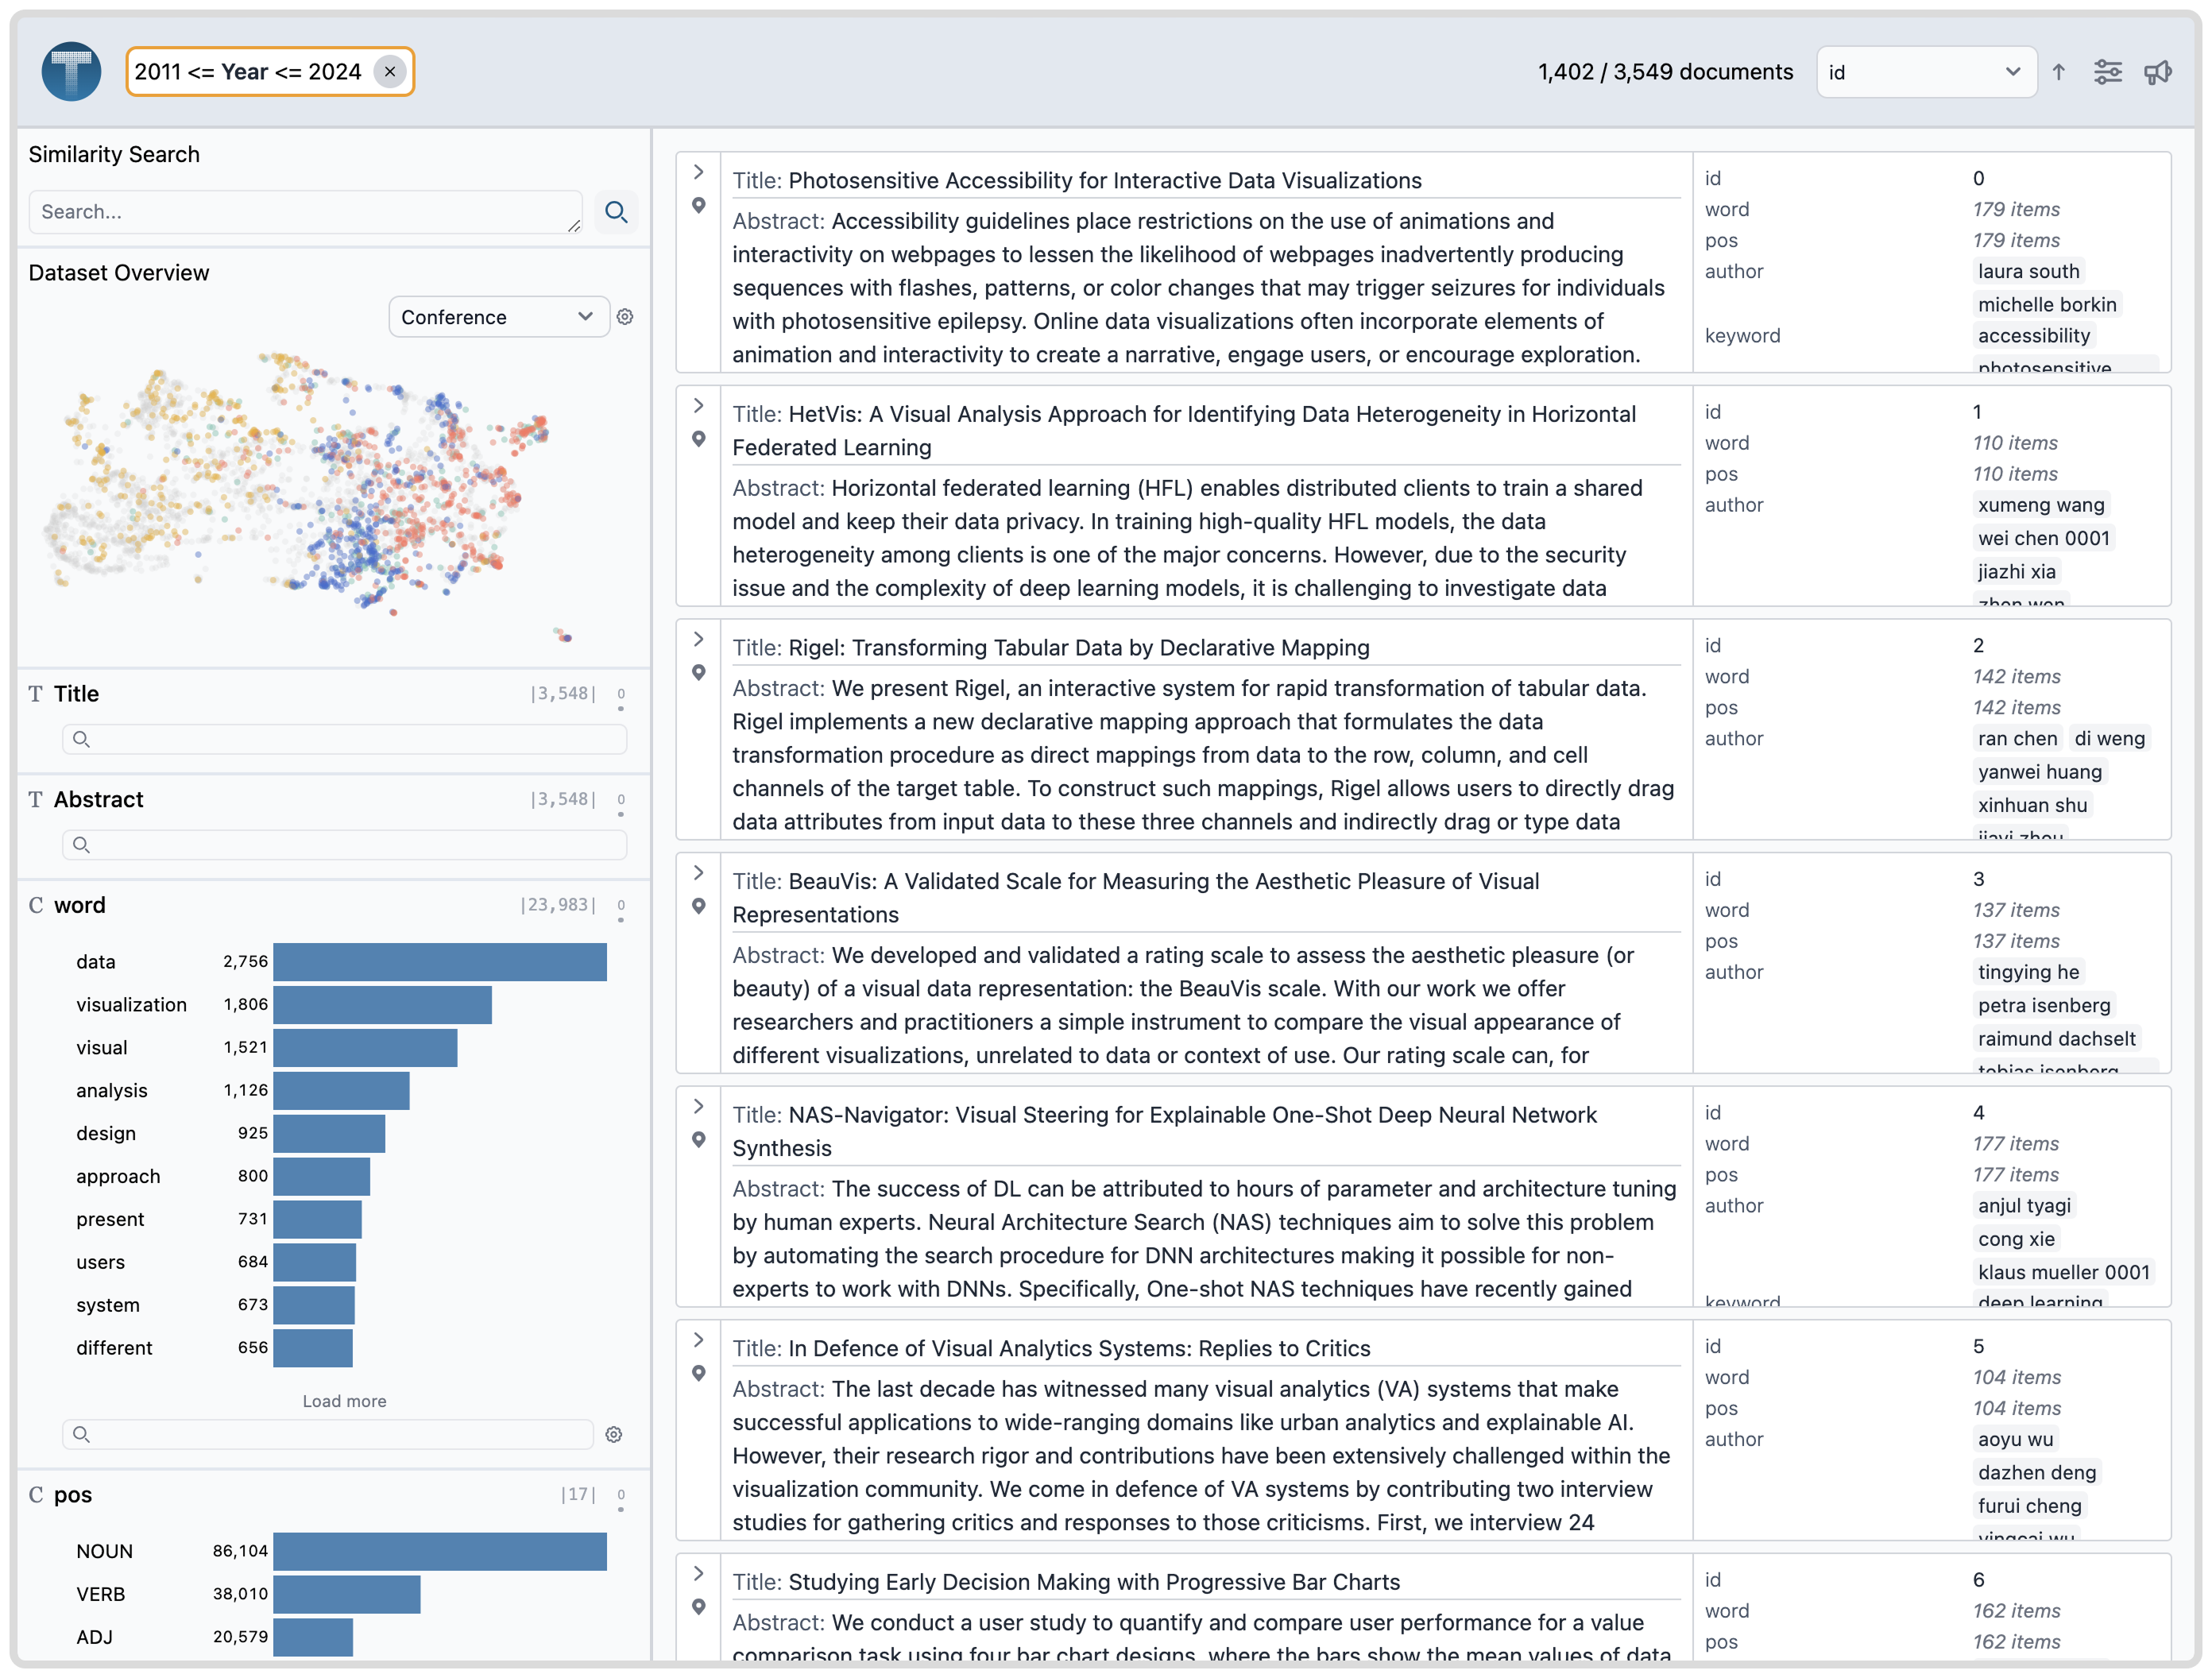 T
2011 <= Year <= 2024
1,402 / 3,549 documents
id
Similarity Search
Search...
Dataset Overview
Conference
T Title |3,548| 0
T Abstract |3,548| 0
C word |23,983| 0
data 2,756
visualization 1,806
visual 1,521
analysis 1,126
design 925
approach 800
present 731
users 684
system 673
different 656
Load more
C pos |17| 0
NOUN 86,104
VERB 38,010
ADJ 20,579
Title: Photosensitive Accessibility for Interactive Data Visualizations
Abstract: Accessibility guidelines place restrictions on the use of animations and
interactivity on webpages to lessen the likelihood of webpages inadvertently producing
sequences with flashes, patterns, or color changes that may trigger seizures for individuals
with photosensitive epilepsy. Online data visualizations often incorporate elements of
animation and interactivity to create a narrative, engage users, or encourage exploration.
id 0
word 179 items
pos 179 items
author laura south
michelle borkin
keyword accessibility
photosensitive
Title: HetVis: A Visual Analysis Approach for Identifying Data Heterogeneity in Horizontal
Federated Learning
Abstract: Horizontal federated learning (HFL) enables distributed clients to train a shared
model and keep their data privacy. In training high-quality HFL models, the data
heterogeneity among clients is one of the major concerns. However, due to the security
issue and the complexity of deep learning models, it is challenging to investigate data
id 1
word 110 items
pos 110 items
author xumeng wang
wei chen 0001
jiazhi xia
Title: Rigel: Transforming Tabular Data by Declarative Mapping
Abstract: We present Rigel, an interactive system for rapid transformation of tabular data.
Rigel implements a new declarative mapping approach that formulates the data
transformation procedure as direct mappings from data to the row, column, and cell
channels of the target table. To construct such mappings, Rigel allows users to directly drag
data attributes from input data to these three channels and indirectly drag or type data
id 2
word 142 items
pos 142 items
author ran chen di weng
yanwei huang
xinhuan shu
Title: BeauVis: A Validated Scale for Measuring the Aesthetic Pleasure of Visual
Representations
Abstract: We developed and validated a rating scale to assess the aesthetic pleasure (or
beauty) of a visual data representation: the BeauVis scale. With our work we offer
researchers and practitioners a simple instrument to compare the visual appearance of
different visualizations, unrelated to data or context of use. Our rating scale can, for
id 3
word 137 items
pos 137 items
author tingying he
petra isenberg
raimund dachselt
tobias isenberg
Title: NAS-Navigator: Visual Steering for Explainable One-Shot Deep Neural Network
Synthesis
Abstract: The success of DL can be attributed to hours of parameter and architecture tuning
by human experts. Neural Architecture Search (NAS) techniques aim to solve this problem
by automating the search procedure for DNN architectures making it possible for non-
experts to work with DNNs. Specifically, One-shot NAS techniques have recently gained
id 4
word 177 items
pos 177 items
author anjul tyagi
cong xie
klaus mueller 0001
keyword deep learning
Title: In Defence of Visual Analytics Systems: Replies to Critics
Abstract: The last decade has witnessed many visual analytics (VA) systems that make
successful applications to wide-ranging domains like urban analytics and explainable AI.
However, their research rigor and contributions have been extensively challenged within the
visualization community. We come in defence of VA systems by contributing two interview
studies for gathering critics and responses to those criticisms. First, we interview 24
id 5
word 104 items
pos 104 items
author aoyu wu
dazhen deng
furui cheng
Title: Studying Early Decision Making with Progressive Bar Charts
Abstract: We conduct a user study to quantify and compare user performance for a value
comparison task using four bar chart designs, where the bars show the mean values of data
id 6
word 162 items
pos 162 items